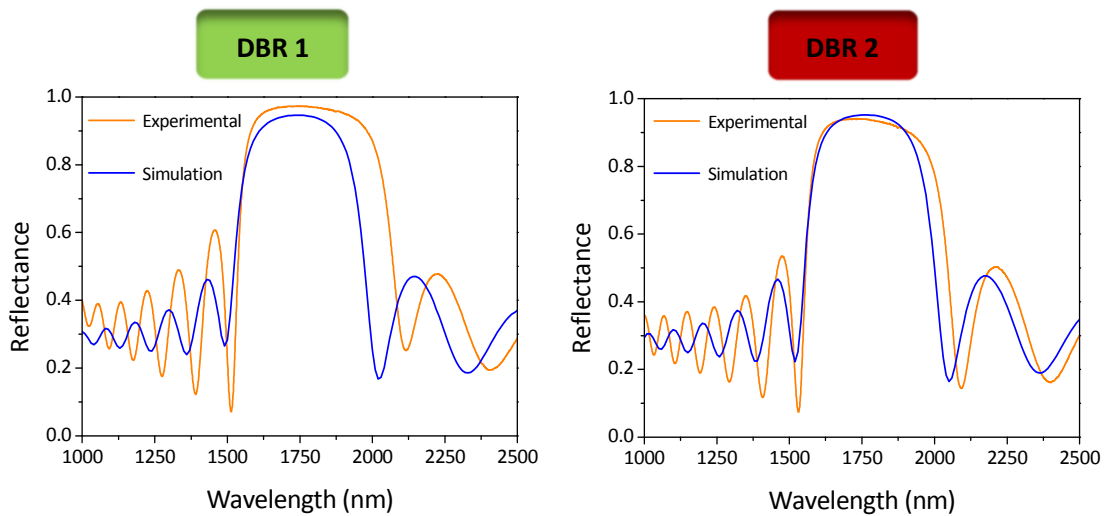 DBR 1
DBR 2
1.0
0.8
0.6
0.4
0.2
0.0
Reflectance
Experimental
Simulation
1000 1250 1500 1750 2000 2250 2500
Wavelength (nm)
1.0
0.8
0.6
0.4
0.2
0.0
Reflectance
Experimental
Simulation
1000 1250 1500 1750 2000 2250 2500
Wavelength (nm)